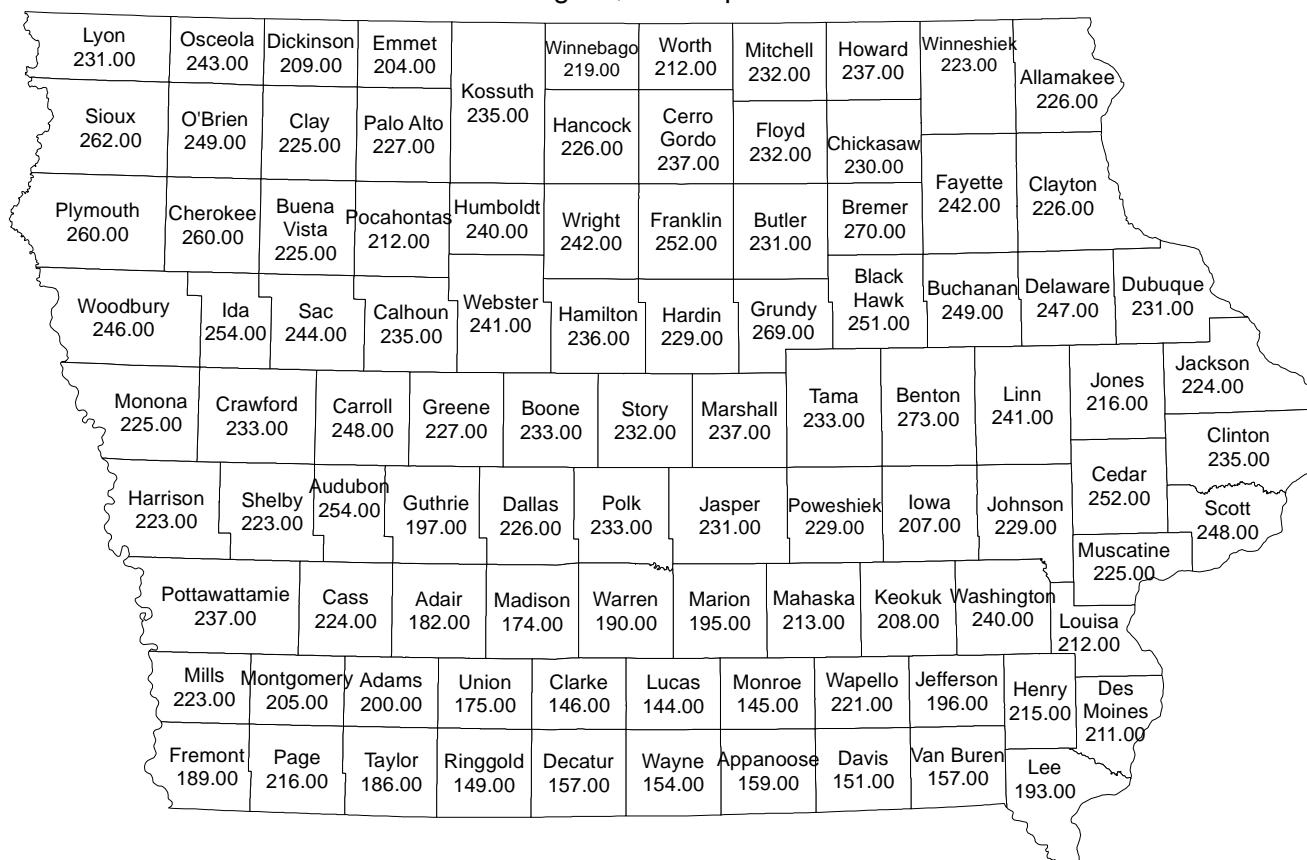 Lyon
231.00
Osceola
243.00
Dickinson
209.00
Emmet
204.00
Kossuth
235.00
Winnebago
219.00
Worth
212.00
Mitchell
232.00
Howard
237.00
Winneshiek
223.00
Allamakee
226.00
Sioux
262.00
O'Brien
249.00
Clay
225.00
Palo Alto
227.00
Hancock
226.00
Cerro
Gordo
237.00
Floyd
232.00
Chickasaw
230.00
Plymouth
260.00
Cherokee
260.00
Buena
Vista
225.00
Pocahontas
212.00
Humboldt
240.00
Wright
242.00
Franklin
252.00
Butler
231.00
Bremer
270.00
Fayette
242.00
Clayton
226.00
Woodbury
246.00
Ida
254.00
Sac
244.00
Calhoun
235.00
Webster
241.00
Hamilton
236.00
Hardin
229.00
Grundy
269.00
Black
Hawk
251.00
Buchanan
249.00
Delaware
247.00
Dubuque
231.00
Monona
225.00
Crawford
233.00
Carroll
248.00
Greene
227.00
Boone
233.00
Story
232.00
Marshall
237.00
Tama
233.00
Benton
273.00
Linn
241.00
Jones
216.00
Jackson
224.00
Clinton
235.00
Harrison
223.00
Shelby
223.00
Audubon
254.00
Guthrie
197.00
Dallas
226.00
Polk
233.00
Jasper
231.00
Poweshiek
229.00
Iowa
207.00
Johnson
229.00
Cedar
252.00
Scott
248.00
Muscatine
225.00
Pottawattamie
237.00
Cass
224.00
Adair
182.00
Madison
174.00
Warren
190.00
Marion
195.00
Mahaska
213.00
Keokuk
208.00
Washington
240.00
Louisa
212.00
Mills
223.00
Montgomery
205.00
Adams
200.00
Union
175.00
Clarke
146.00
Lucas
144.00
Monroe
145.00
Wapello
221.00
Jefferson
196.00
Henry
215.00
Des
Moines
211.00
Fremont
189.00
Page
216.00
Taylor
186.00
Ringgold
149.00
Decatur
157.00
Wayne
154.00
Appanoose
159.00
Davis
151.00
Van Buren
157.00
Lee
193.00